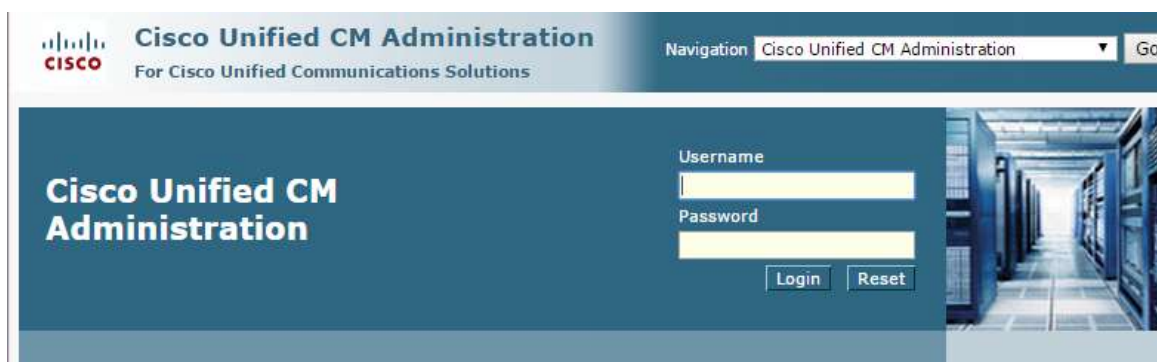 CISCO
Cisco Unified CM Administration
For Cisco Unified Communications Solutions
Navigation Cisco Unified CM Administration Go
Cisco Unified CM
Administration
Username
Password
Login Reset